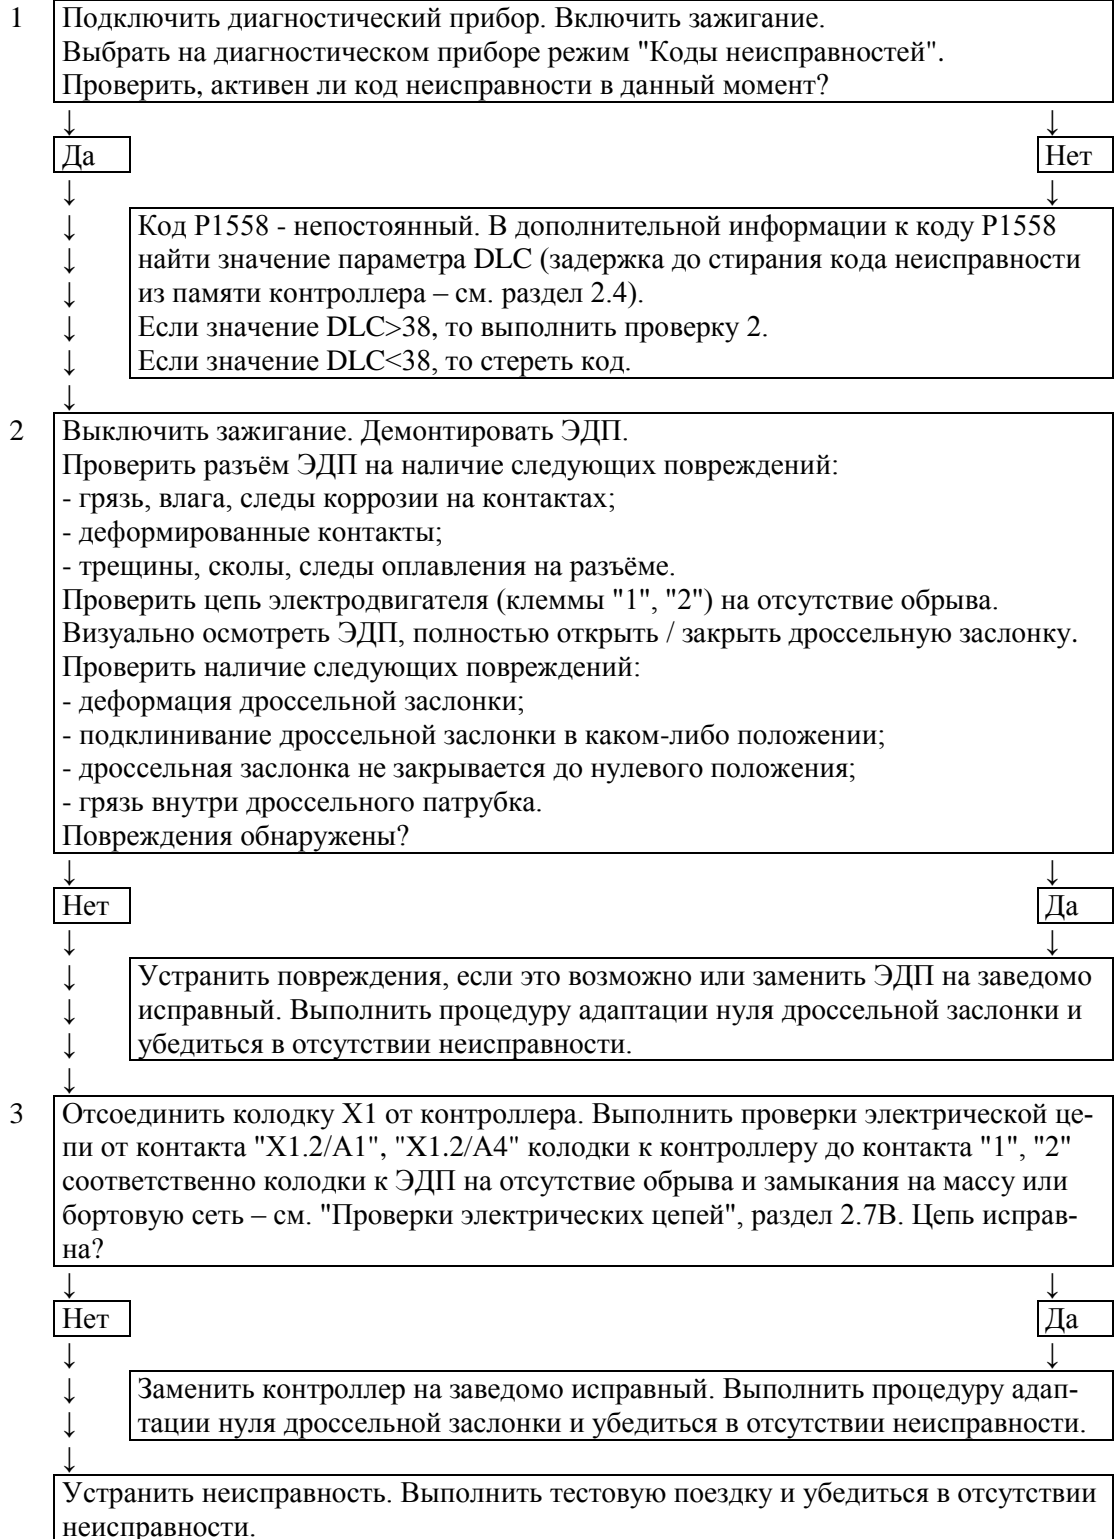 1 Подключить диагностический прибор. Включить зажигание.
Выбрать на диагностическом приборе режим "Коды неисправностей".
Проверить, активен ли код неисправности в данный момент?
↓ ↓
Да Нет
↓ ↓
↓ Код Р1558 - непостоянный. В дополнительной информации к коду Р1558
↓ найти значение параметра DLC (задержка до стирания кода неисправности
↓ из памяти контроллера – см. раздел 2.4).
↓ Если значение DLC>38, то выполнить проверку 2.
↓ Если значение DLC<38, то стереть код.
↓
2 Выключить зажигание. Демонтировать ЭДП.
Проверить разъём ЭДП на наличие следующих повреждений:
- грязь, влага, следы коррозии на контактах;
- деформированные контакты;
- трещины, сколы, следы оплавления на разъёме.
Проверить цепь электродвигателя (клеммы "1", "2") на отсутствие обрыва.
Визуально осмотреть ЭДП, полностью открыть / закрыть дроссельную заслонку.
Проверить наличие следующих повреждений:
- деформация дроссельной заслонки;
- подклинивание дроссельной заслонки в каком-либо положении;
- дроссельная заслонка не закрывается до нулевого положения;
- грязь внутри дроссельного патрубка.
Повреждения обнаружены?
↓ ↓
Нет Да
↓ ↓
↓ Устранить повреждения, если это возможно или заменить ЭДП на заведомо
↓ исправный. Выполнить процедуру адаптации нуля дроссельной заслонки и
↓ убедиться в отсутствии неисправности.
↓
3 Отсоединить колодку Х1 от контроллера. Выполнить проверки электрической це-
пи от контакта "Х1.2/А1", "Х1.2/А4" колодки к контроллеру до контакта "1", "2"
соответственно колодки к ЭДП на отсутствие обрыва и замыкания на массу или
бортовую сеть – см. "Проверки электрических цепей", раздел 2.7В. Цепь исправ-
на?
↓ ↓
Нет Да
↓ ↓
↓ Заменить контроллер на заведомо исправный. Выполнить процедуру адап-
↓ тации нуля дроссельной заслонки и убедиться в отсутствии неисправности.
↓
Устранить неисправность. Выполнить тестовую поездку и убедиться в отсутствии
неисправности.